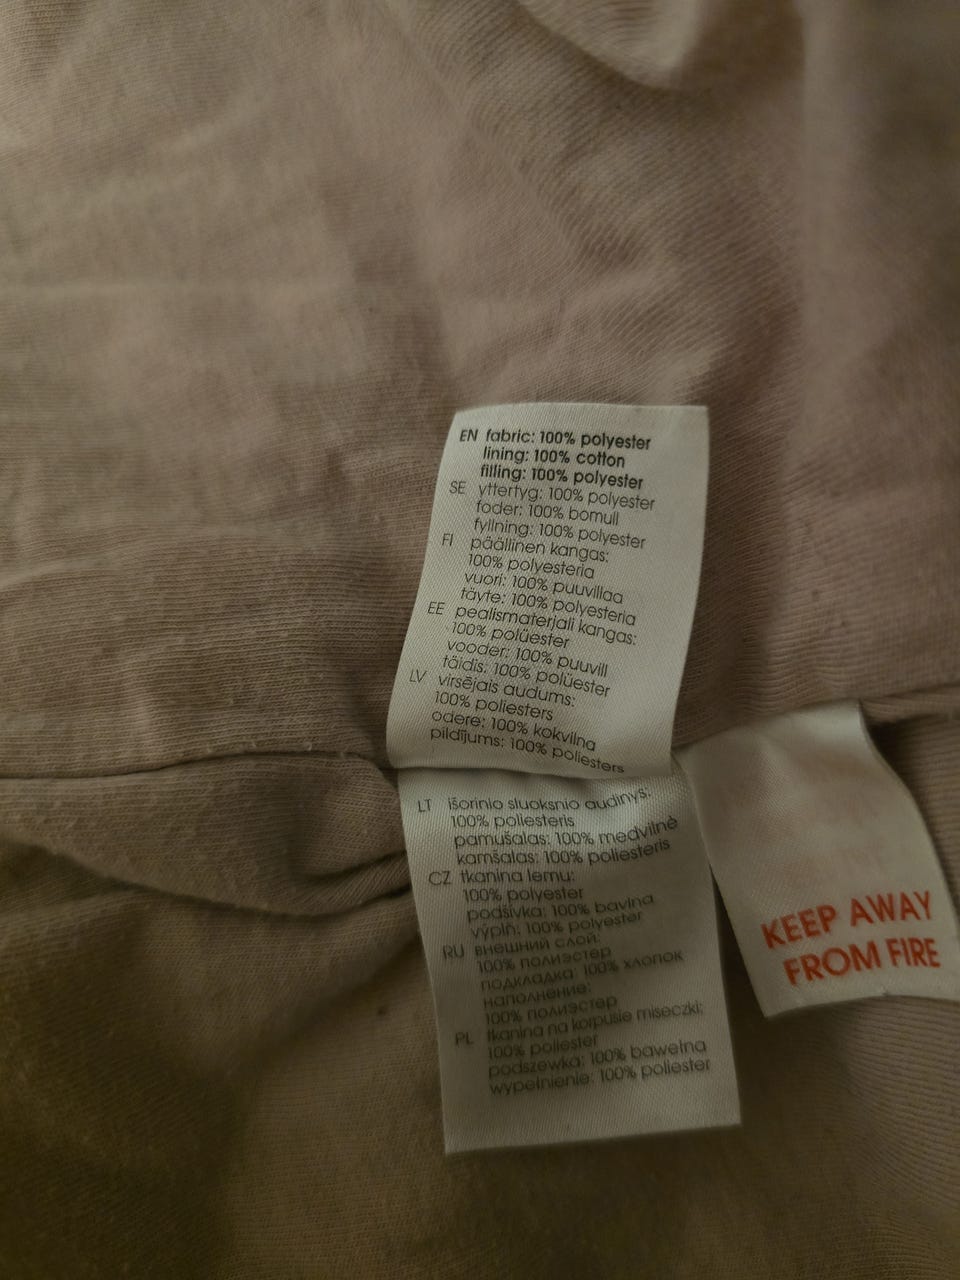 EN fabric: 100% polyester
lining: 100% cotton
filling: 100% polyester
SE yttertyg: 100% polyester
foder: 100% bomull
fyllning: 100% polyester
FI päällinen kangas:
100% polyesteria
vuori: 100% puuvillaa
täyte: 100% polyesteria
EE pealismaterjali kangas:
100% polüester
vooder: 100% puuvill
täidis: 100% polüester
LV virsējais audums:
100% poliesters
odere: 100% kokvilna
pildījums: 100% poliesters
LT išorinio sluoksnio audinys:
100% poliesteris
pamušalas: 100% medvilnė
kamšalas: 100% poliesteris
CZ tkanina lemu:
100% polyester
podšívka: 100% bavlna
výplň: 100% polyester
RU внешний слой:
100% полиэстер
подкладка: 100% хлопок
наполнение:
100% полиэстер
PL tkanina na korpusie miseczki:
100% poliester
podszewka: 100% bawełna
wypełnienie: 100% poliester
KEEP AWAY
FROM FIRE